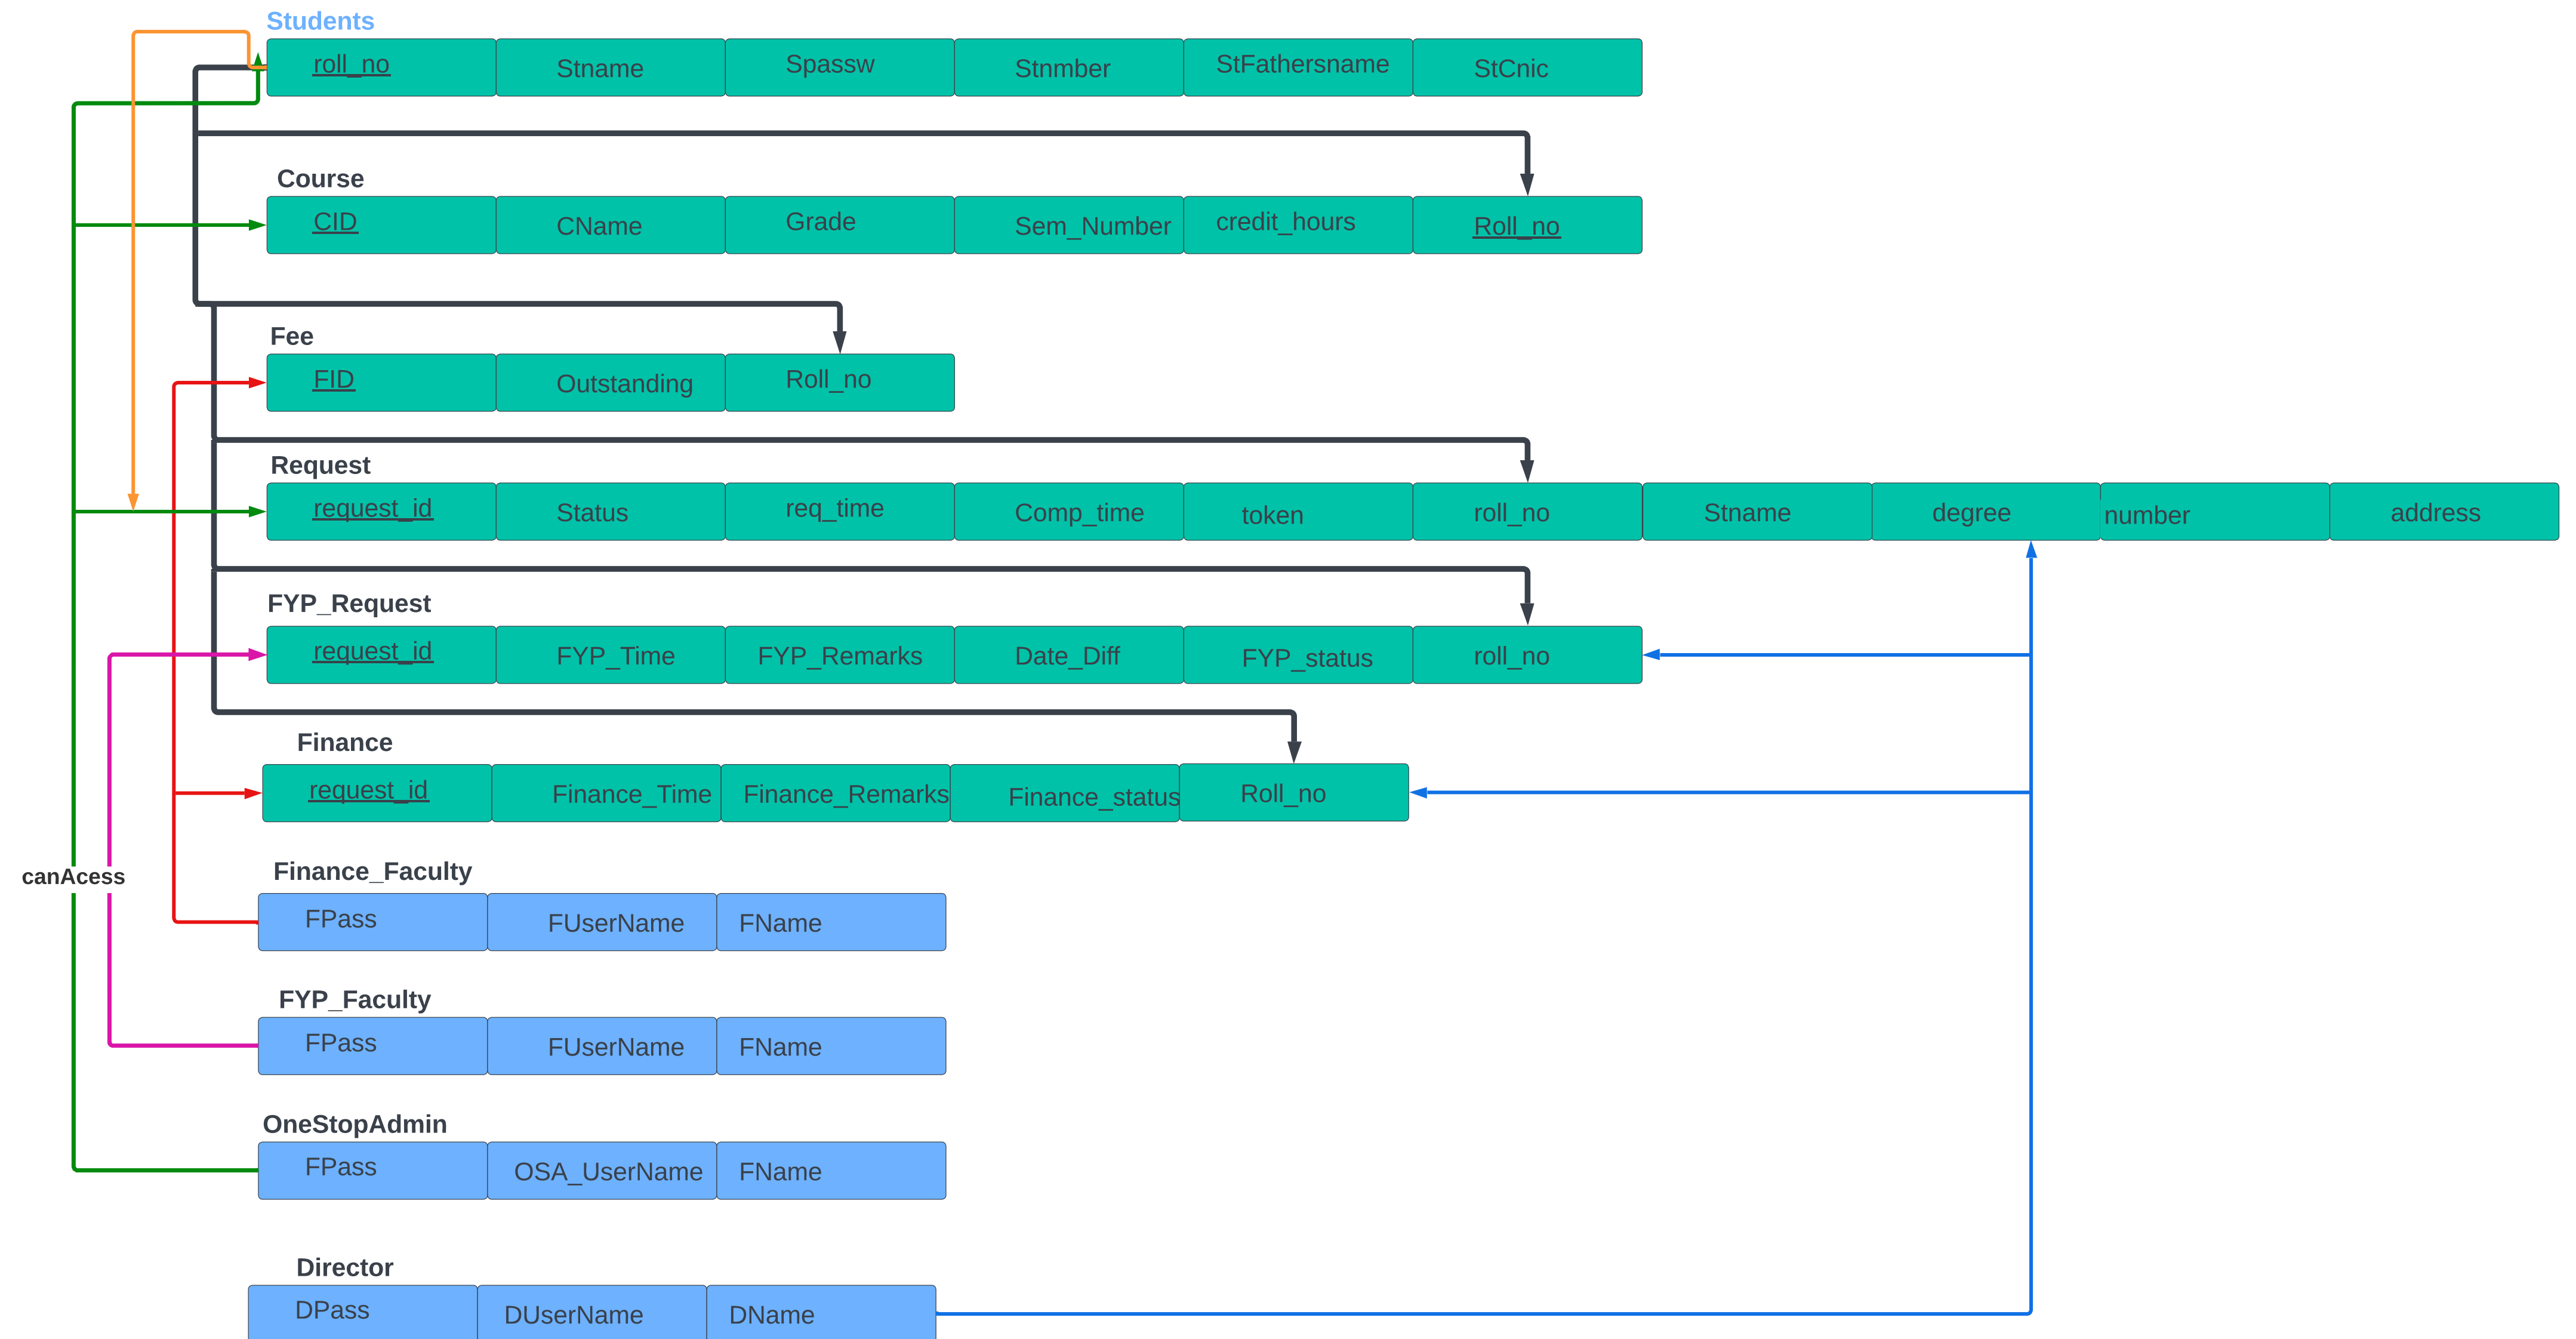 Students
roll_no Stname Spassw Stnmber StFathersname StCnic
Course
CID CName Grade Sem_Number credit_hours Roll_no
Fee
FID Outstanding Roll_no
Request
request_id Status req_time Comp_time token roll_no Stname degree number address
FYP_Request
request_id FYP_Time FYP_Remarks Date_Diff FYP_status roll_no
Finance
request_id Finance_Time Finance_Remarks Finance_status Roll_no
canAcess
Finance_Faculty
FPass FUserName FName
FYP_Faculty
FPass FUserName FName
OneStopAdmin
FPass OSA_UserName FName
Director
DPass DUserName DName